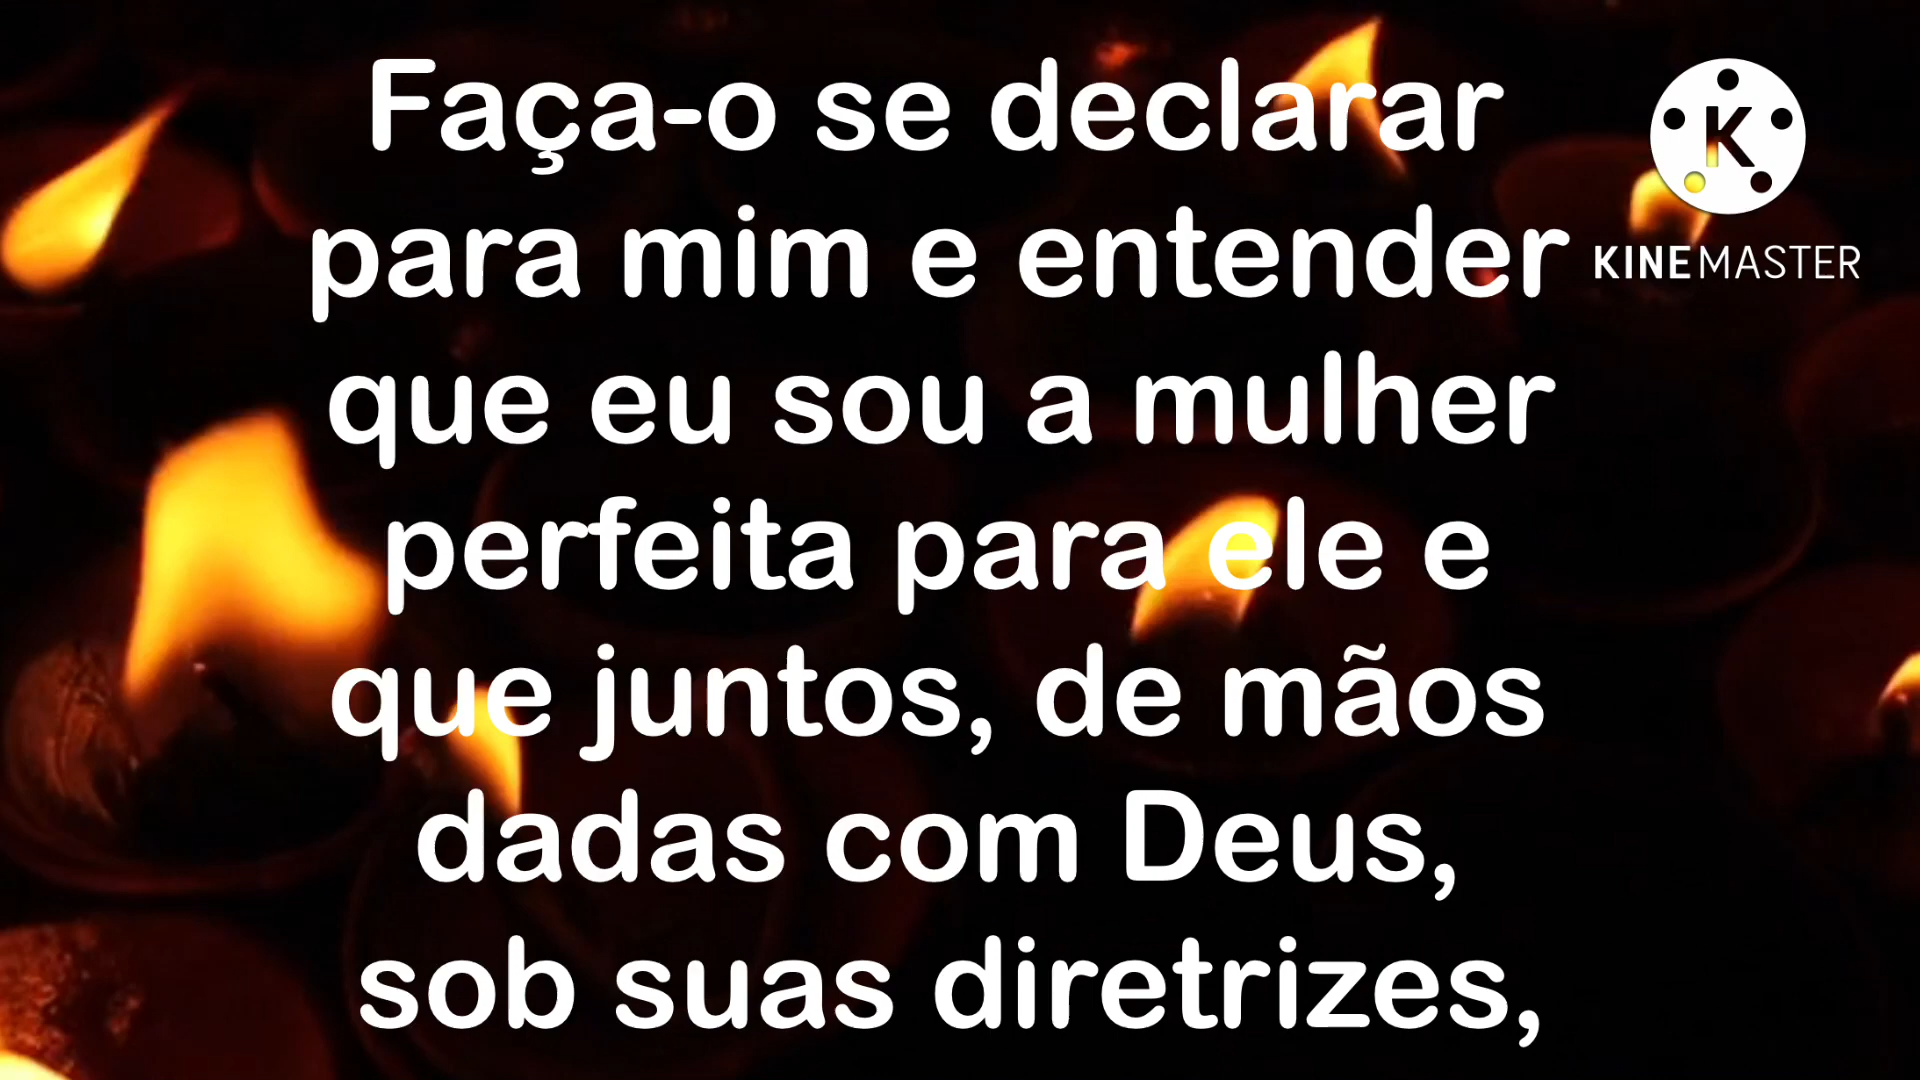 Faça-o se declarar
para mim e entender
que eu sou a mulher
perfeita para ele e
que juntos, de mãos
dadas com Deus,
sob suas diretrizes,
K
KINEMASTER